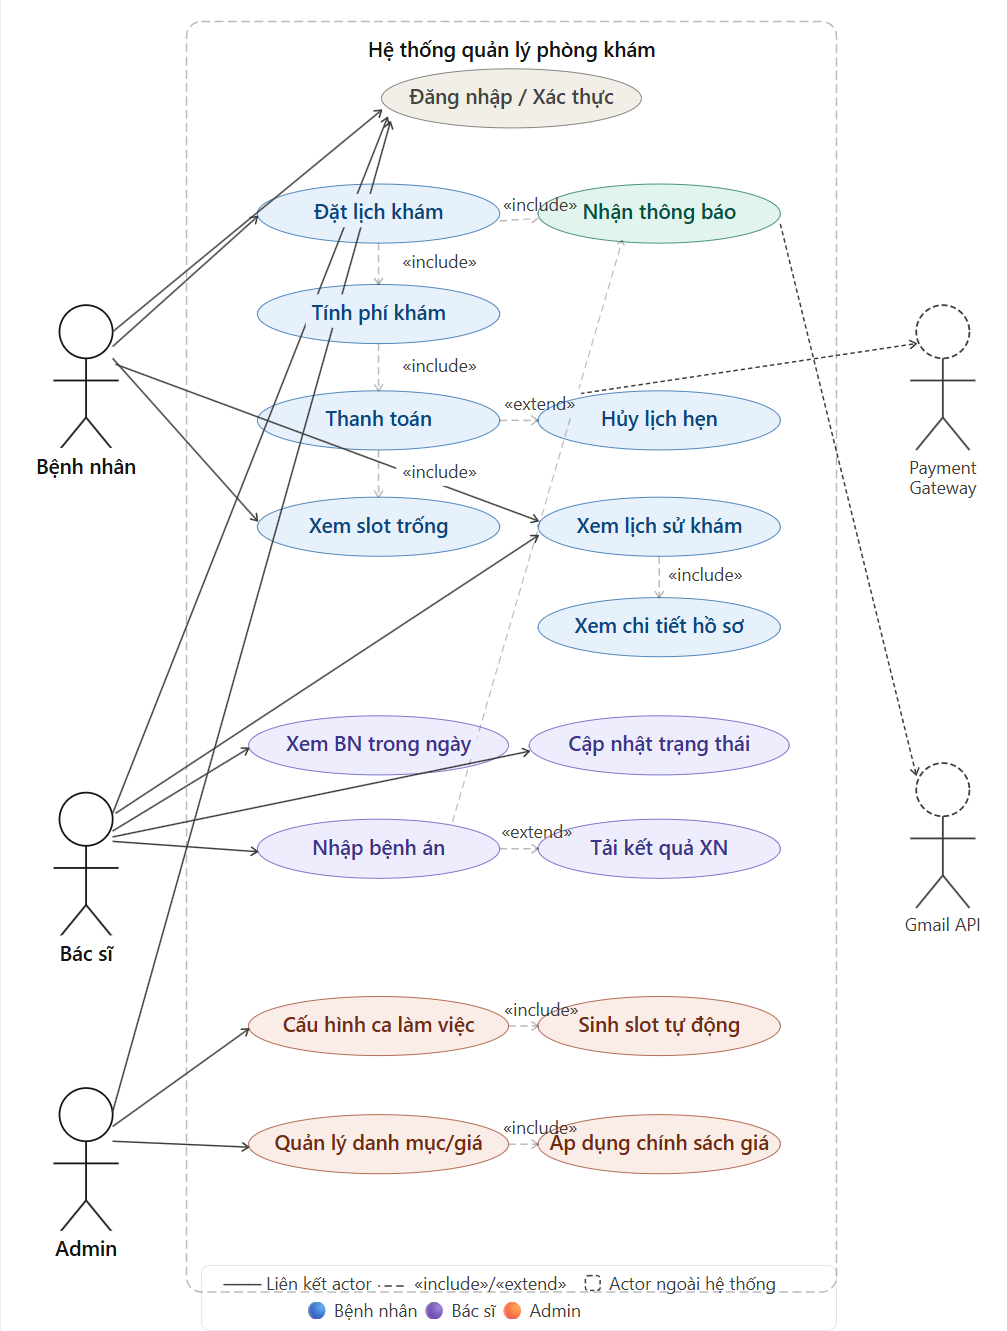 Hệ thống quản lý phòng khám
Đăng nhập / Xác thực
Đặt lịch khám
«include»
Nhận thông báo
«include»
Tính phí khám
«include»
Thanh toán
«extend»
Hủy lịch hẹn
«include»
Xem slot trống
Xem lịch sử khám
«include»
Xem chi tiết hồ sơ
Bệnh nhân
Payment
Gateway
Xem BN trong ngày
Cập nhật trạng thái
Nhập bệnh án
«extend»
Tải kết quả XN
Bác sĩ
Gmail API
Cấu hình ca làm việc
«include»
Sinh slot tự động
Quản lý danh mục/giá
«include»
Áp dụng chính sách giá
Admin
Liên kết actor
«include»/«extend»
Actor ngoài hệ thống
Bệnh nhân
Bác sĩ
Admin